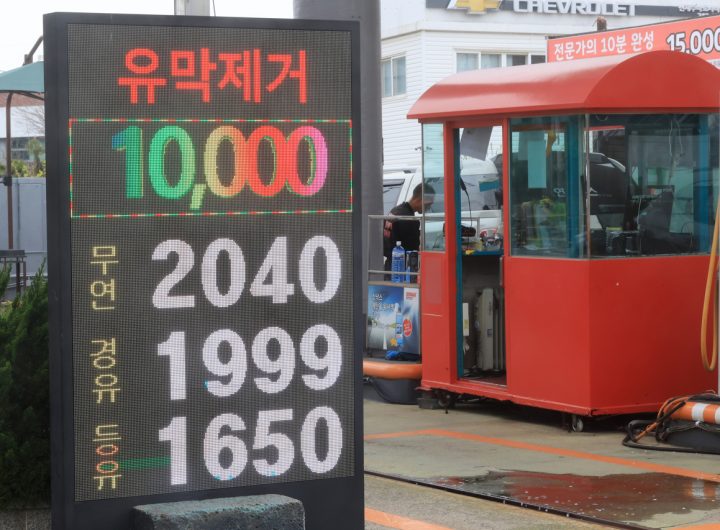 CHEVROLET
전문가의 10분 완성 15,000
유막제거
10,000
무연 2040
경유 1999
등유 1650